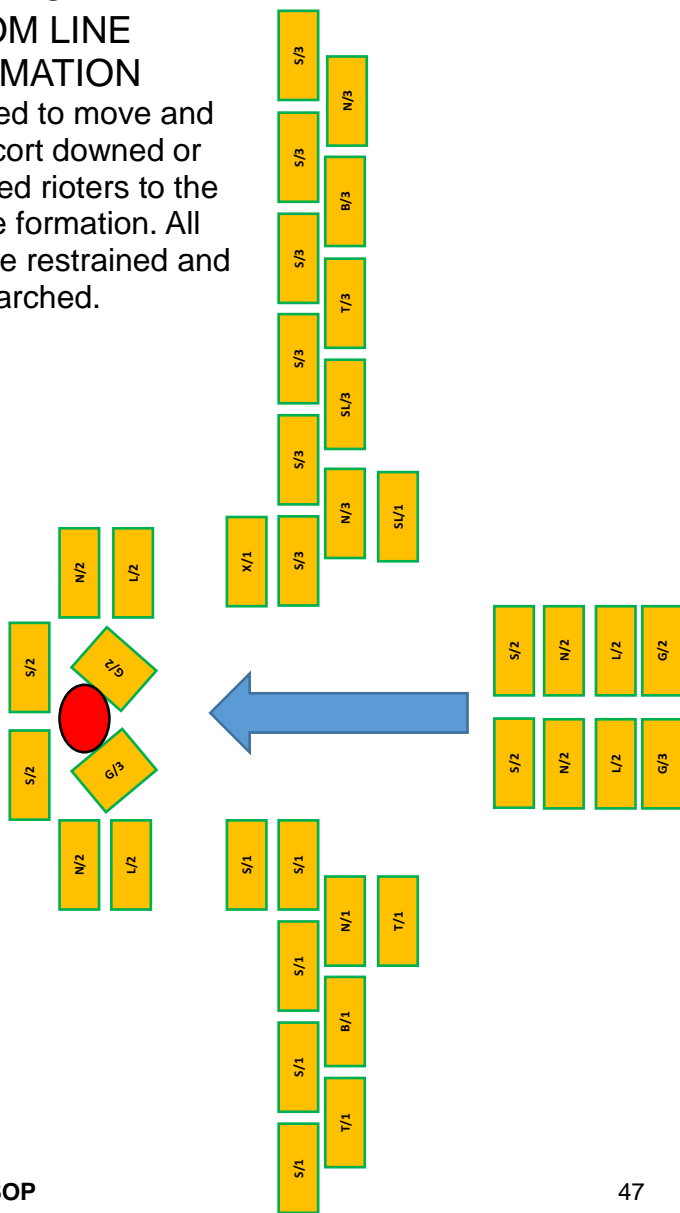 OM LINE
MATION
ed to move and
cort downed or
ed rioters to the
e formation. All
e restrained and
arched.
S/3
N/3
S/3
B/3
S/3
T/3
S/3
SL/3
S/3
N/3
SL/1
X/1
S/3
N/2
L/2
S/2
G/2
S/2
G/3
N/2
L/2
S/2
N/2
L/2
G/2
S/2
N/2
L/2
G/3
S/1
S/1
N/1
T/1
S/1
B/1
S/1
T/1
S/1
SOP
47